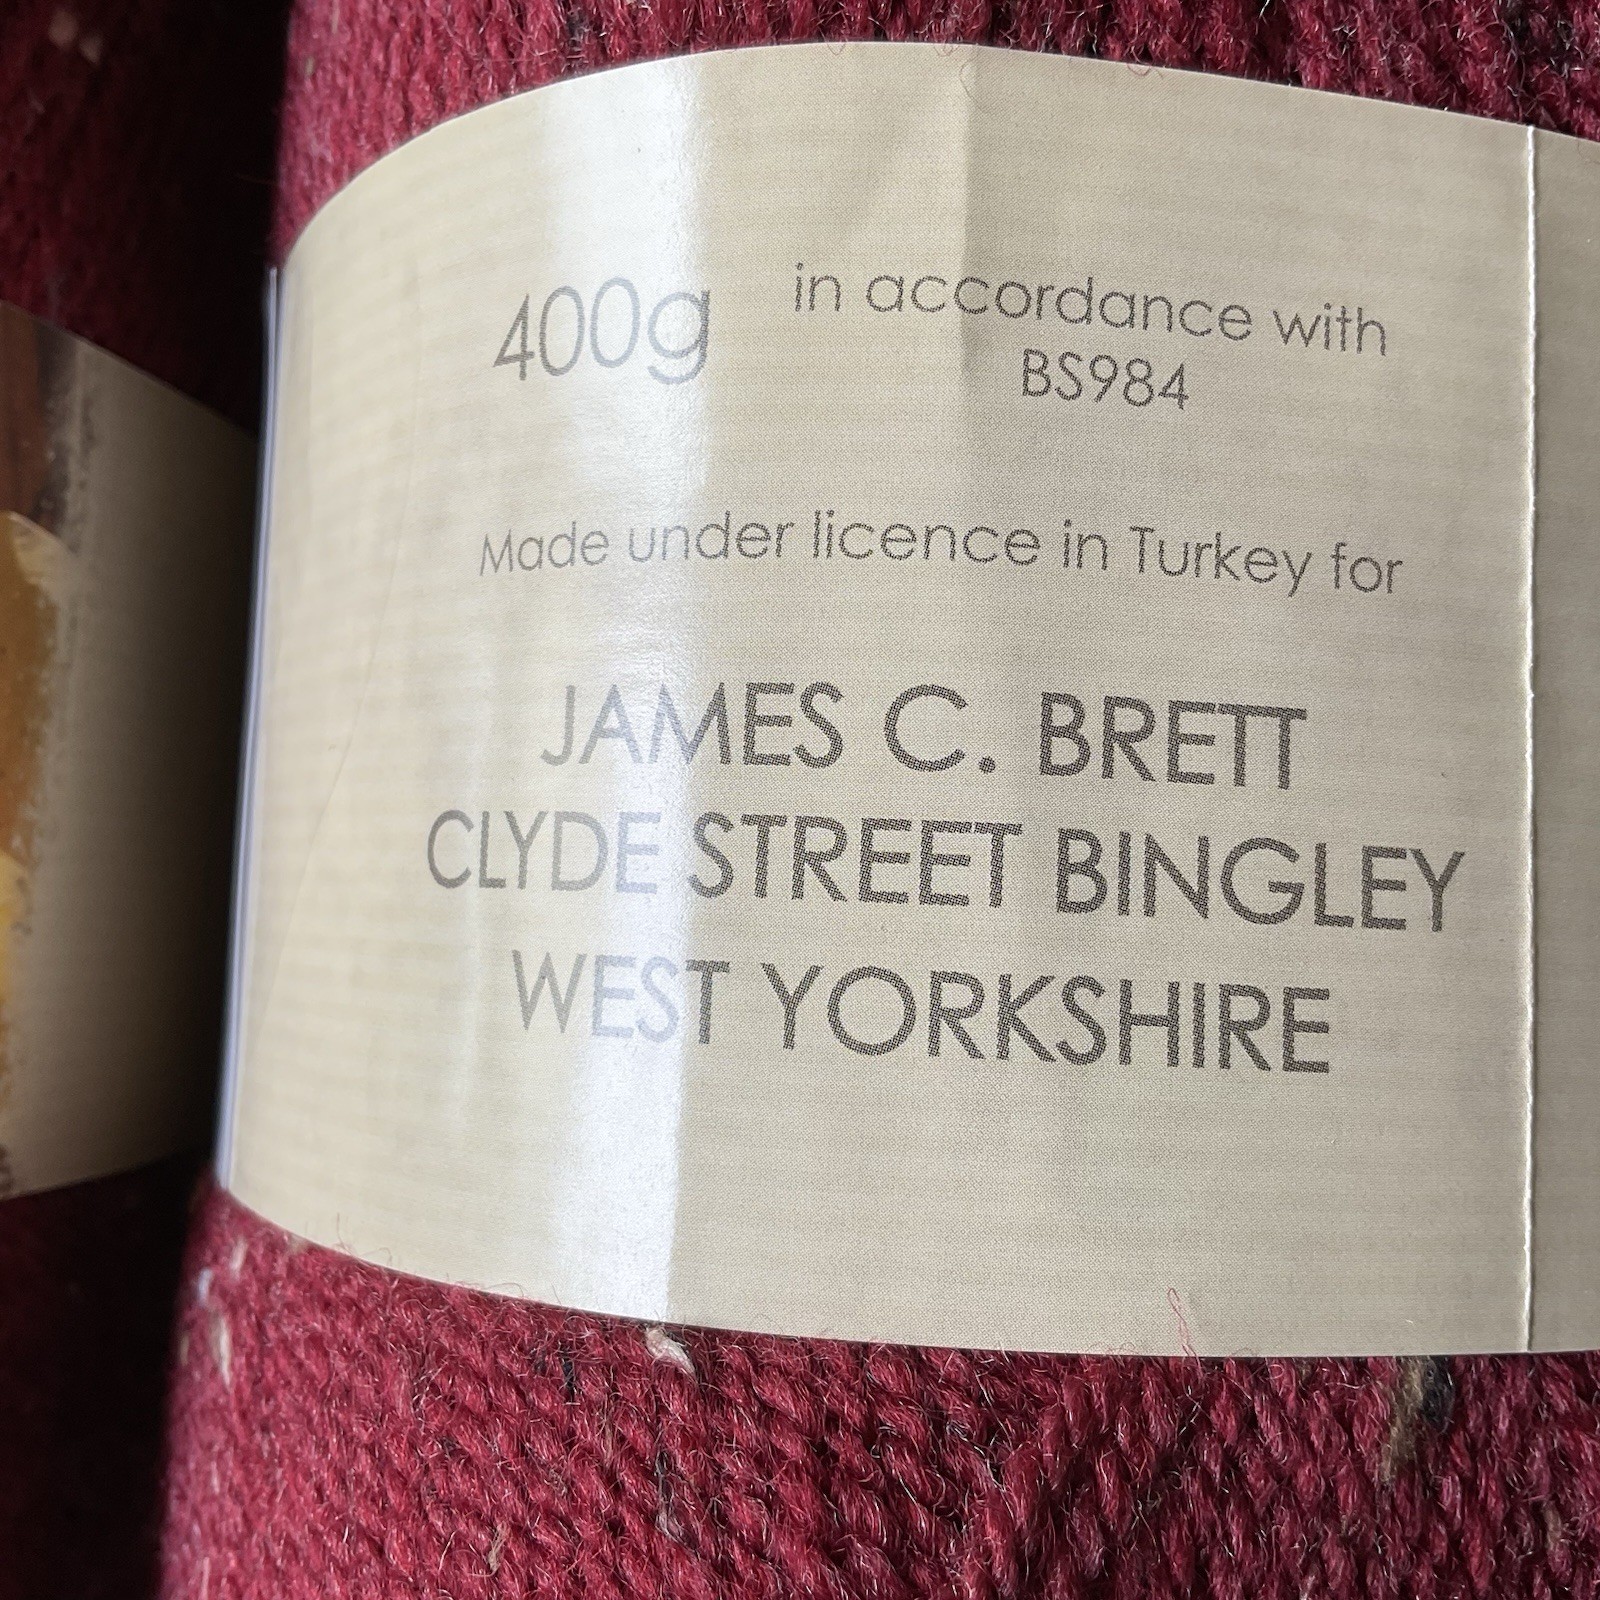 400g in accordance with
BS984
Made under licence in Turkey for
JAMES C. BRETT
CLYDE STREET BINGLEY
WEST YORKSHIRE